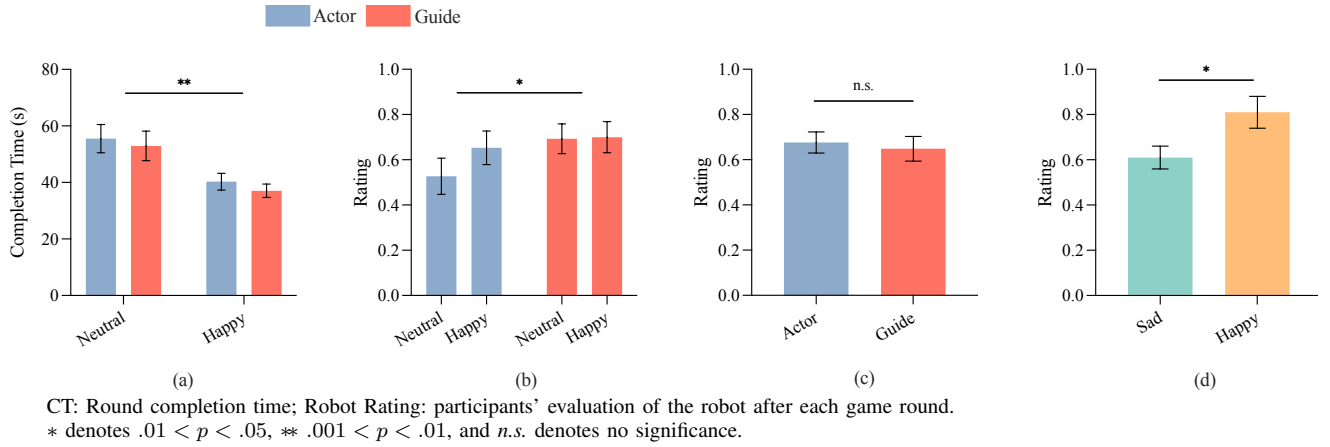 Actor Guide
Completion Time (s)
80
60
40
20
0
**
Neutral
Happy
(a)
Rating
1.0
0.8
0.6
0.4
0.2
0.0
*
Neutral
Happy
Neutral
Happy
(b)
Rating
1.0
0.8
0.6
0.4
0.2
0.0
n.s.
Actor
Guide
(c)
Rating
1.0
0.8
0.6
0.4
0.2
0.0
*
Sad
Happy
(d)
CT: Round completion time; Robot Rating: participants' evaluation of the robot after each game round.
* denotes .01 < p < .05, ** .001 < p < .01, and n.s. denotes no significance.